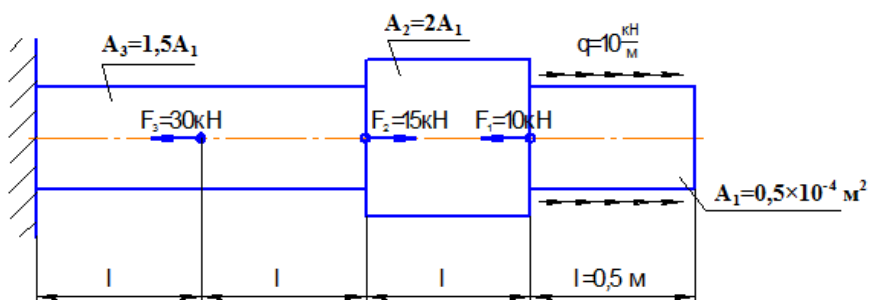 A₃=1,5A₁
A₂=2A₁
q=10 кН/м
F₃=30кН
F₂=15кН
F₁=10кН
A₁=0,5×10⁻⁴ м²
l
l
l
l=0,5 м